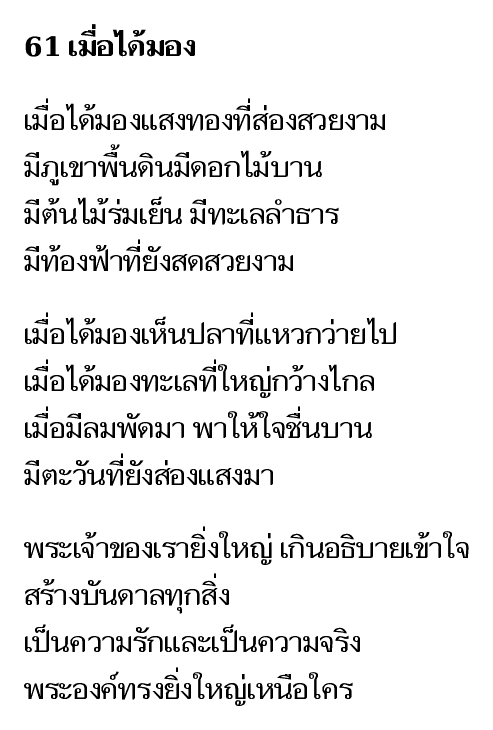 61 เมื่อได้มอง
เมื่อได้มองแสงทองที่ส่องสวยงาม
มีภูเขาพื้นดินมีดอกไม้บาน
มีต้นไม้ร่มเย็น มีทะเลลำธาร
มีท้องฟ้าที่ยังสดสวยงาม
เมื่อได้มองเห็นปลาที่แหวกว่ายไป
เมื่อได้มองทะเลที่ใหญ่กว้างไกล
เมื่อมีลมพัดมา พาให้ใจชื่นบาน
มีตะวันที่ยังส่องแสงมา
พระเจ้าของเรายิ่งใหญ่ เกินอธิบายเข้าใจ
สร้างบันดาลทุกสิ่ง
เป็นความรักและเป็นความจริง
พระองค์ทรงยิ่งใหญ่เหนือใคร